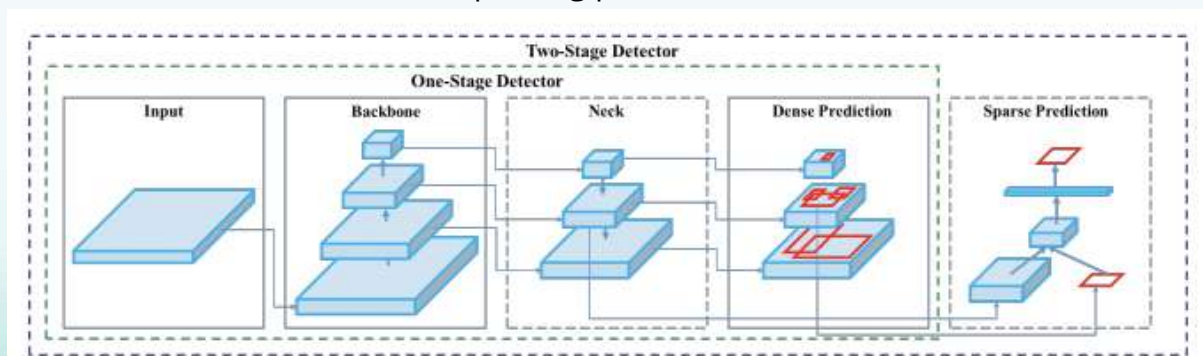 Two-Stage Detector
One-Stage Detector
Input
Backbone
Neck
Dense Prediction
Sparse Prediction